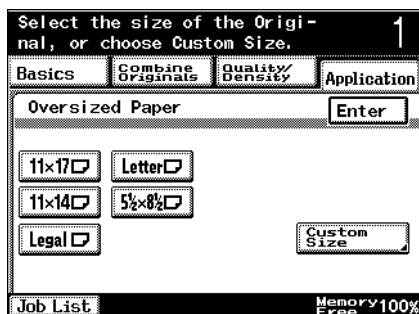 Select the size of the Origi-
nal, or choose Custom Size.
1
Basics
Combine
Originals
Quality/
Density
Application
Oversized Paper
Enter
11×17
Letter
11×14
5½×8½
Legal
Custom
Size
Job List
Memory
Free 100%